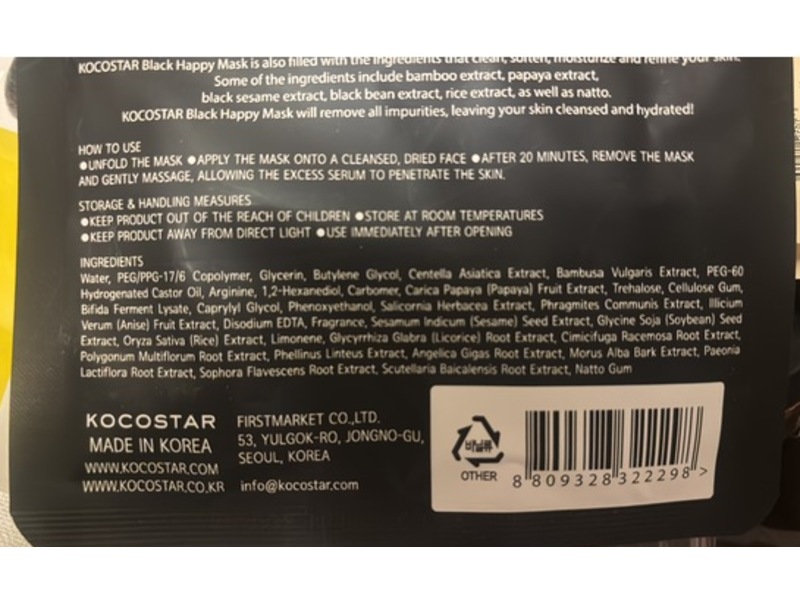 KOCOSTAR Black Happy Mask is also filled with the ingredients that clean, soften, moisturize and refine your skin.
Some of the ingredients include bamboo extract, papaya extract,
black sesame extract, black bean extract, rice extract, as well as natto.
KOCOSTAR Black Happy Mask will remove all impurities, leaving your skin cleansed and hydrated!
HOW TO USE
●UNFOLD THE MASK ●APPLY THE MASK ONTO A CLEANSED, DRIED FACE ●AFTER 20 MINUTES, REMOVE THE MASK
AND GENTLY MASSAGE, ALLOWING THE EXCESS SERUM TO PENETRATE THE SKIN.
STORAGE & HANDLING MEASURES
●KEEP PRODUCT OUT OF THE REACH OF CHILDREN ●STORE AT ROOM TEMPERATURES
●KEEP PRODUCT AWAY FROM DIRECT LIGHT ●USE IMMEDIATELY AFTER OPENING
INGREDIENTS
Water, PEG/PPG-17/6 Copolymer, Glycerin, Butylene Glycol, Centella Asiatica Extract, Bambusa Vulgaris Extract, PEG-60
Hydrogenated Castor Oil, Arginine, 1,2-Hexanediol, Carbomer, Carica Papaya (Papaya) Fruit Extract, Trehalose, Cellulose Gum,
Bifida Ferment Lysate, Caprylyl Glycol, Phenoxyethanol, Salicornia Herbacea Extract, Phragmites Communis Extract, Illicium
Verum (Anise) Fruit Extract, Disodium EDTA, Fragrance, Sesamum Indicum (Sesame) Seed Extract, Glycine Soja (Soybean) Seed
Extract, Oryza Sativa (Rice) Extract, Limonene, Glycyrrhiza Glabra (Licorice) Root Extract, Cimicifuga Racemosa Root Extract,
Polygonum Multiflorum Root Extract, Phellinus Linteus Extract, Angelica Gigas Root Extract, Morus Alba Bark Extract, Paeonia
Lactiflora Root Extract, Sophora Flavescens Root Extract, Scutellaria Baicalensis Root Extract, Natto Gum
KOCOSTAR
MADE IN KOREA
WWW.KOCOSTAR.COM
WWW.KOCOSTAR.CO.KR
FIRSTMARKET CO.,LTD.
53, YULGOK-RO, JONGNO-GU,
SEOUL, KOREA
info@kocostar.com
비닐류
OTHER
8 809328 322298 >